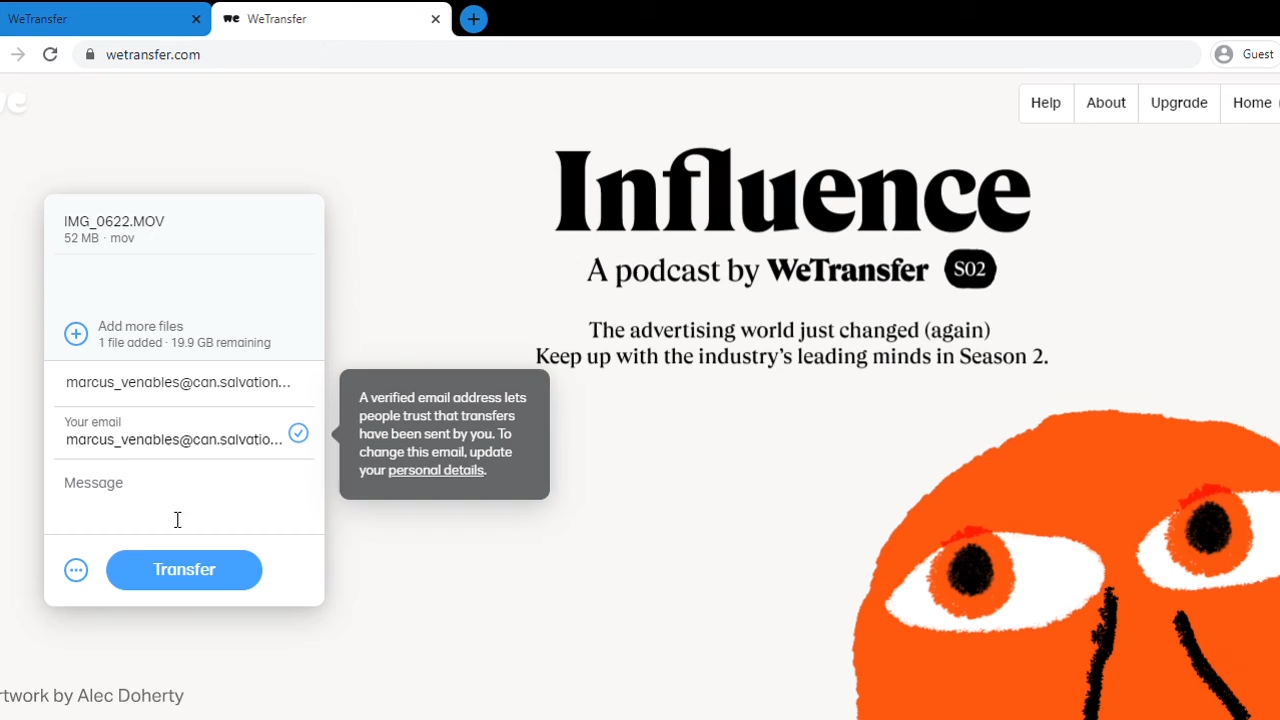 WeTransfer
WeTransfer
wetransfer.com
Guest
Help
About
Upgrade
Home
Influence
A podcast by WeTransfer S02
The advertising world just changed (again)
Keep up with the industry's leading minds in Season 2.
IMG_0622.MOV
52 MB · mov
Add more files
1 file added · 19.9 GB remaining
marcus_venables@can.salvation...
Your email
marcus_venables@can.salvatio...
A verified email address lets
people trust that transfers
have been sent by you. To
change this email, update
your personal details.
Message
Transfer
rtwork by Alec Doherty